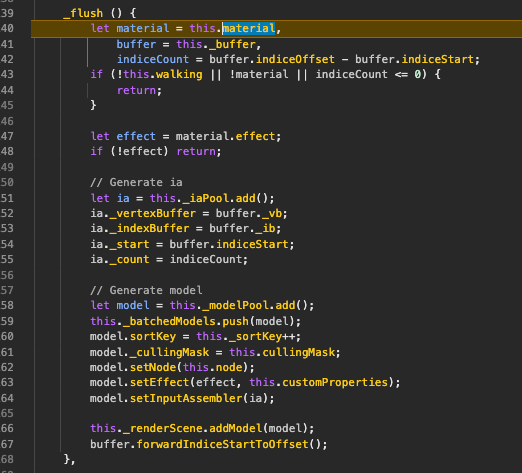 39 _flush () {
40 let material = this.material,
41 buffer = this._buffer,
42 indiceCount = buffer.indiceOffset - buffer.indiceStart;
43 if (!this.walking || !material || indiceCount <= 0) {
44 return;
45 }
46
47 let effect = material.effect;
48 if (!effect) return;
49
50 // Generate ia
51 let ia = this._iaPool.add();
52 ia._vertexBuffer = buffer._vb;
53 ia._indexBuffer = buffer._ib;
54 ia._start = buffer.indiceStart;
55 ia._count = indiceCount;
56
57 // Generate model
58 let model = this._modelPool.add();
59 this._batchedModels.push(model);
60 model.sortKey = this._sortKey++;
61 model._cullingMask = this.cullingMask;
62 model.setNode(this.node);
63 model.setEffect(effect, this.customProperties);
64 model.setInputAssembler(ia);
65
66 this._renderScene.addModel(model);
67 buffer.forwardIndiceStartToOffset();
68 },